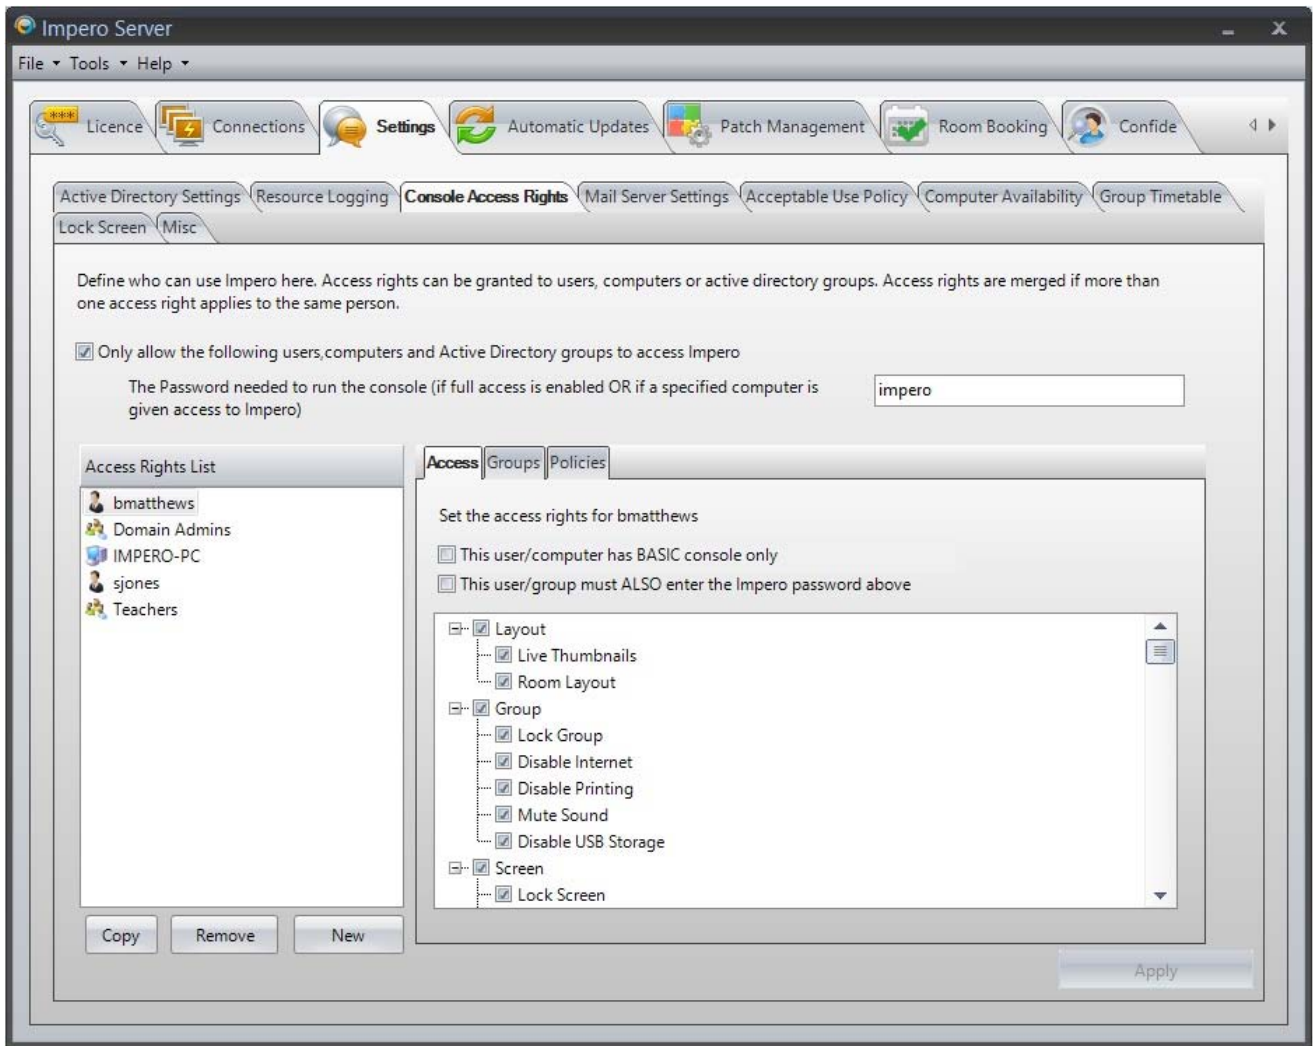 Impero Server
File Tools Help
*** Licence Connections Settings Automatic Updates Patch Management Room Booking Confide
Active Directory Settings Resource Logging Console Access Rights Mail Server Settings Acceptable Use Policy Computer Availability Group Timetable
Lock Screen Misc
Define who can use Impero here. Access rights can be granted to users, computers or active directory groups. Access rights are merged if more than
one access right applies to the same person.
Only allow the following users,computers and Active Directory groups to access Impero
The Password needed to run the console (if full access is enabled OR if a specified computer is
given access to Impero)
impero
Access Rights List
bmatthews
Domain Admins
IMPERO-PC
sjones
Teachers
Copy Remove New
Access Groups Policies
Set the access rights for bmatthews
This user/computer has BASIC console only
This user/group must ALSO enter the Impero password above
Layout
Live Thumbnails
Room Layout
Group
Lock Group
Disable Internet
Disable Printing
Mute Sound
Disable USB Storage
Screen
Lock Screen
Apply